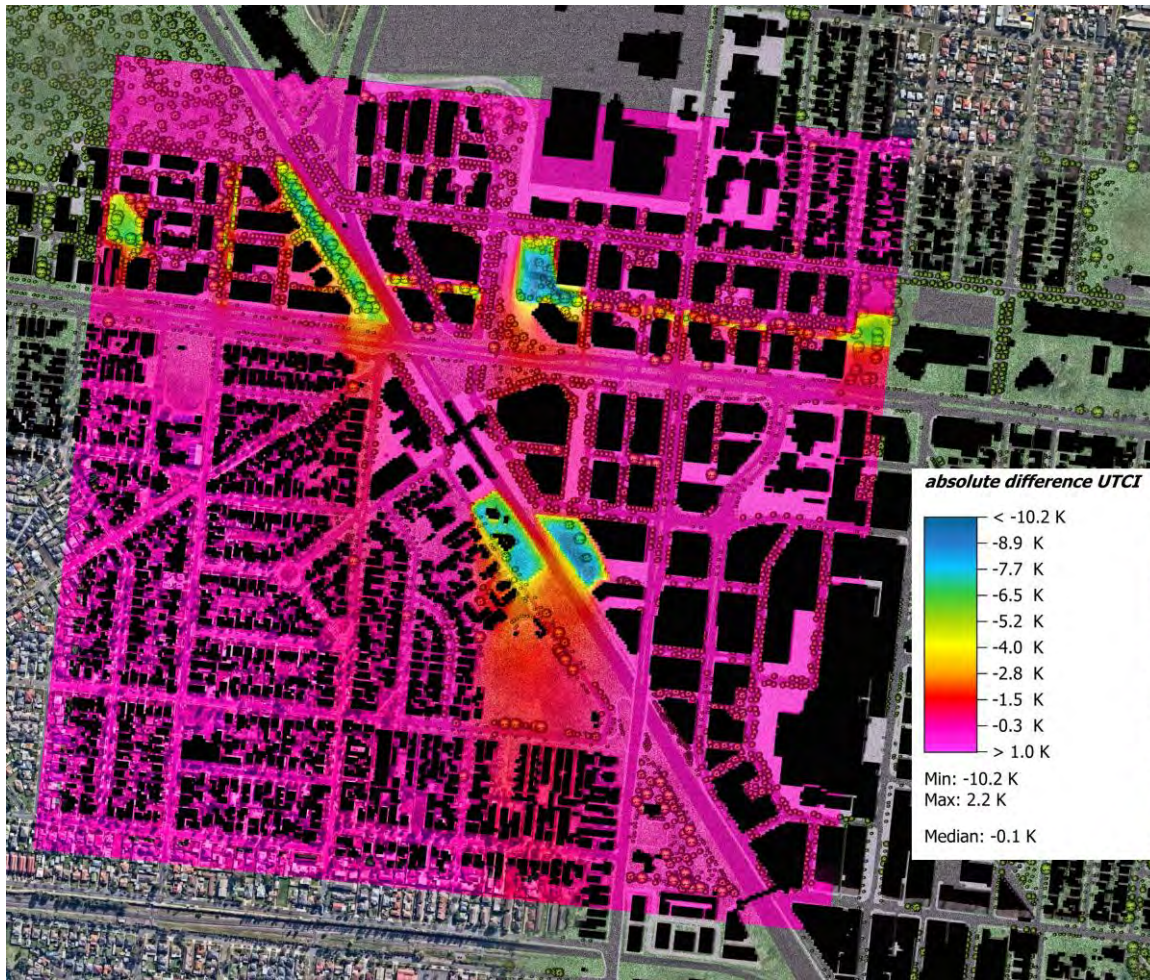 absolute difference UTCI
< -10.2 K
-8.9 K
-7.7 K
-6.5 K
-5.2 K
-4.0 K
-2.8 K
-1.5 K
-0.3 K
> 1.0 K
Min: -10.2 K
Max: 2.2 K
Median: -0.1 K